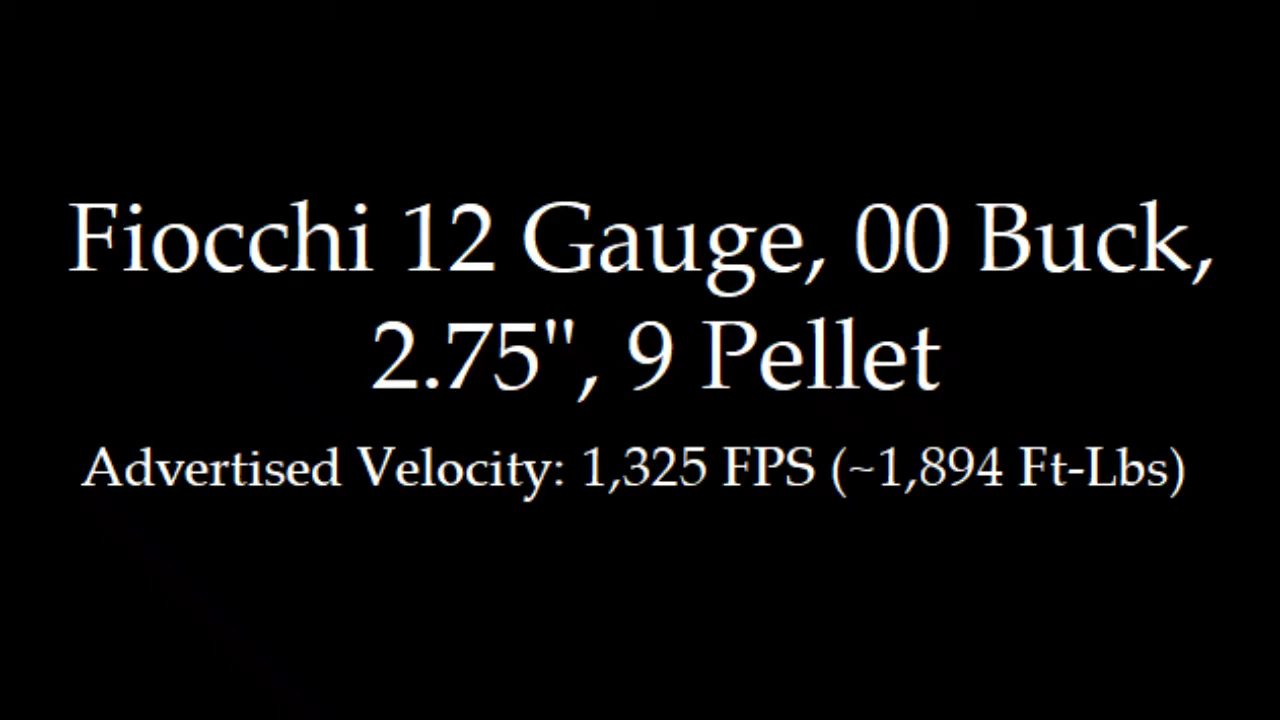 Fiocchi 12 Gauge, 00 Buck,
2.75", 9 Pellet
Advertised Velocity: 1,325 FPS (~1,894 Ft-Lbs)